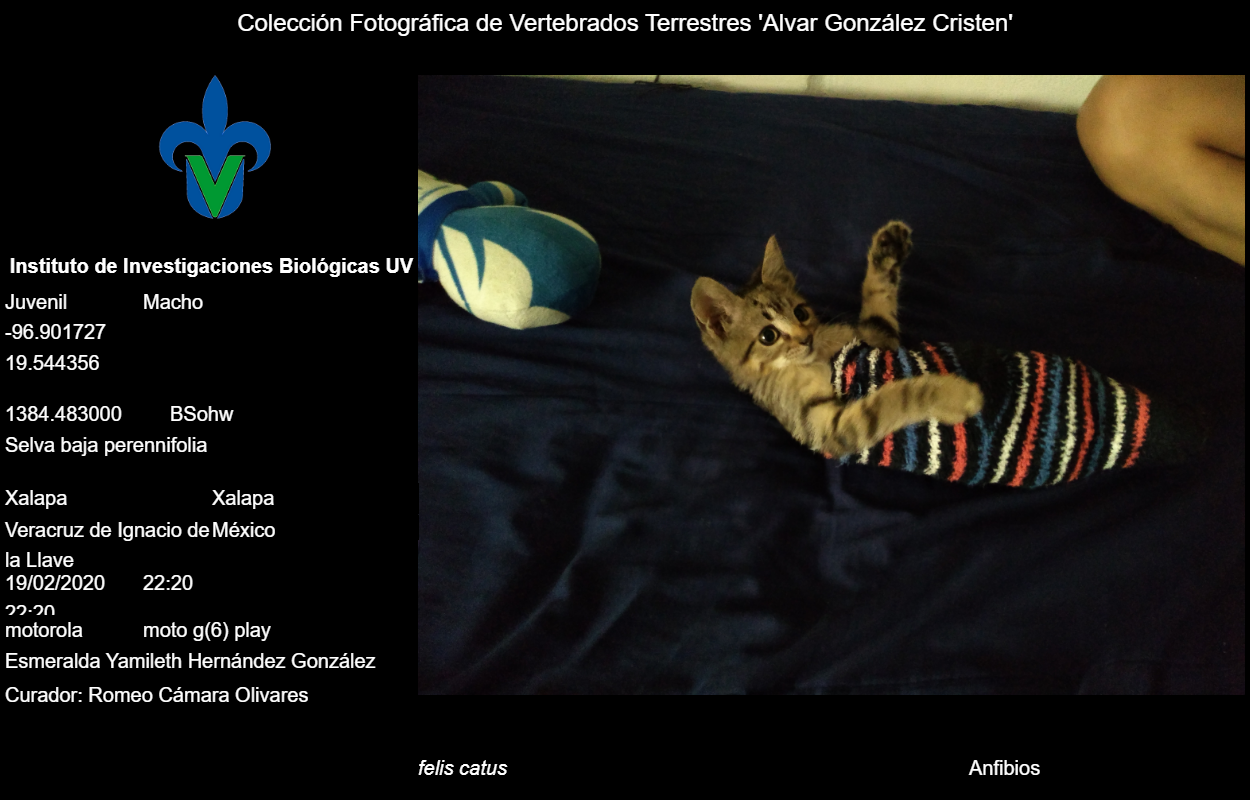 Colección Fotográfica de Vertebrados Terrestres 'Alvar González Cristen'
Instituto de Investigaciones Biológicas UV
Juvenil Macho
-96.901727
19.544356
1384.483000 BSohw
Selva baja perennifolia
Xalapa Xalapa
Veracruz de Ignacio de México
la Llave
19/02/2020 22:20
22:20
motorola moto g(6) play
Esmeralda Yamileth Hernández González
Curador: Romeo Cámara Olivares
felis catus Anfibios